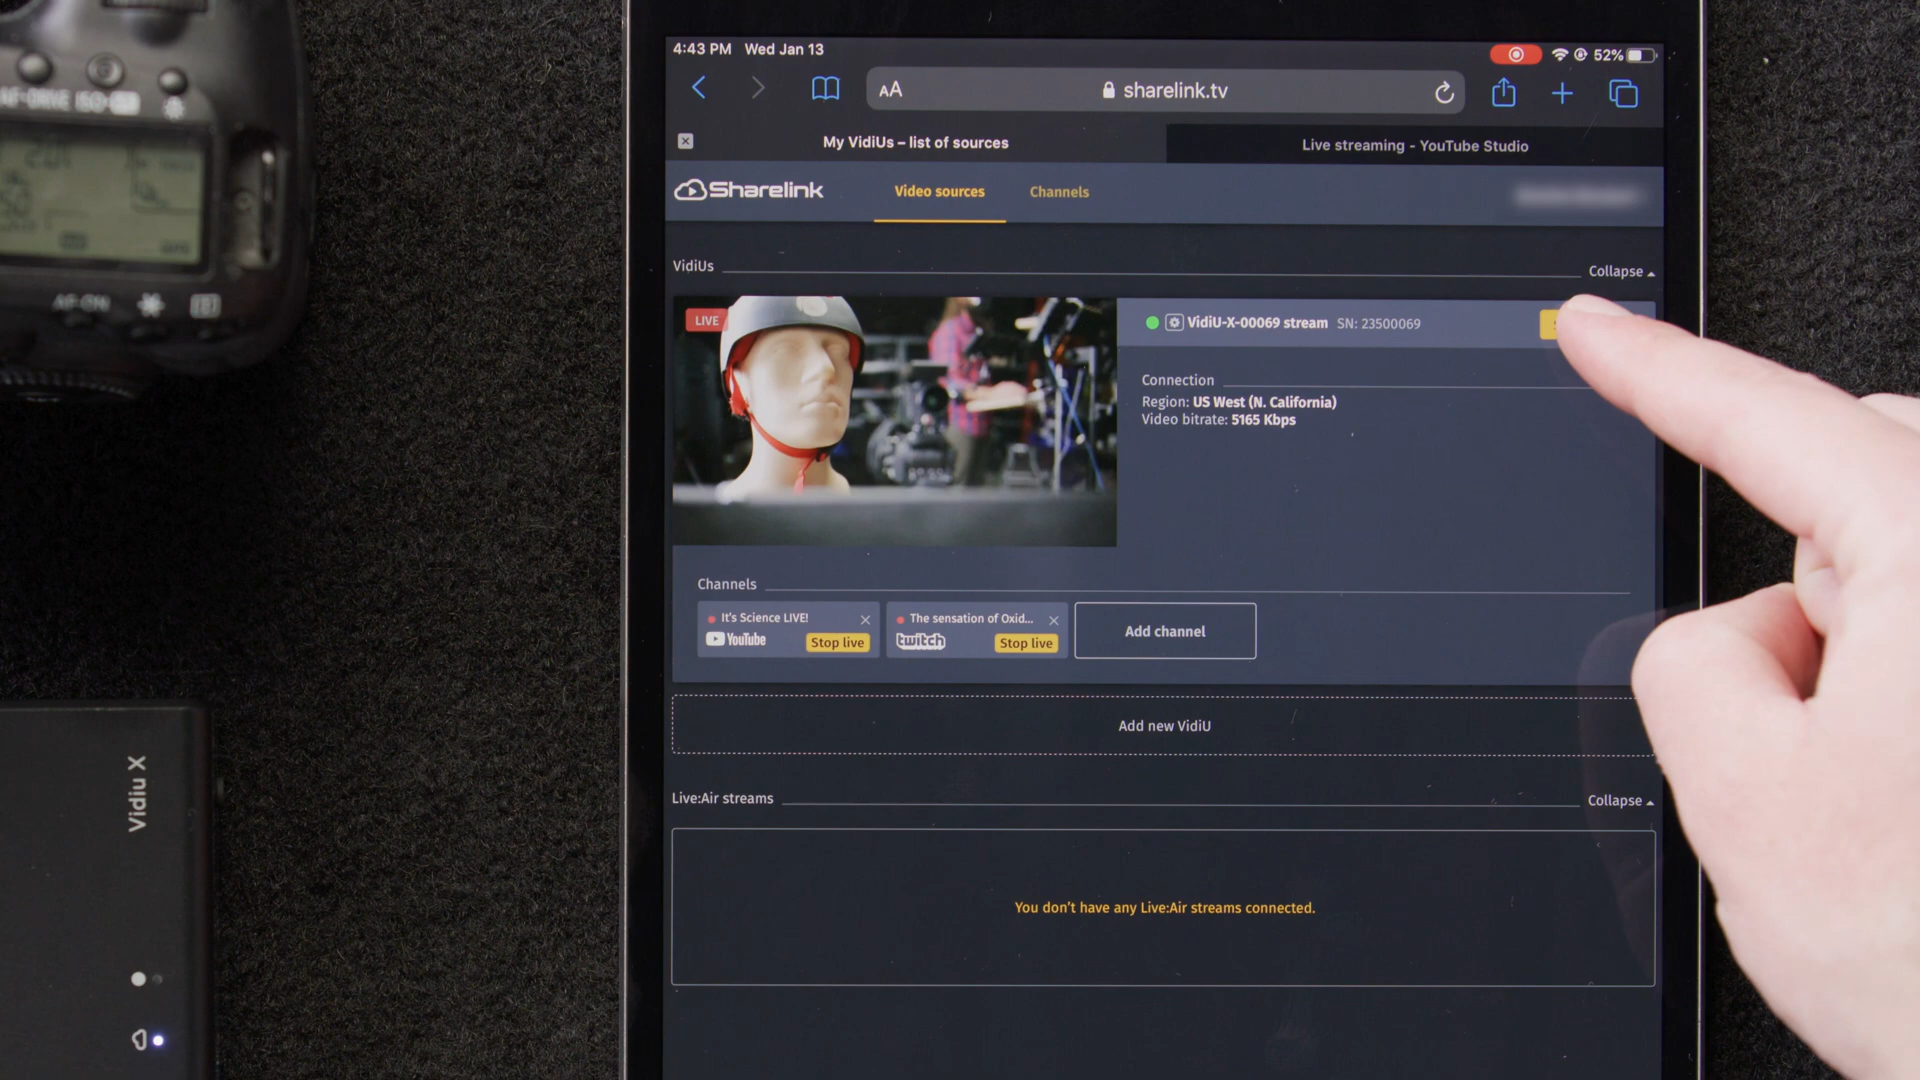 4:43 PM Wed Jan 13
52%
AA
sharelink.tv
My VidiUs – list of sources
Live streaming - YouTube Studio
Sharelink
Video sources
Channels
VidiUs
Collapse
LIVE
VidiU-X-00069 stream SN: 23500069
Connection
Region: US West (N. California)
Video bitrate: 5165 Kbps
Channels
It's Science LIVE!
YouTube
Stop live
The sensation of Oxid...
twitch
Stop live
Add channel
Add new VidiU
Live:Air streams
Collapse
You don't have any Live:Air streams connected.
AF-ON
Vidiu X